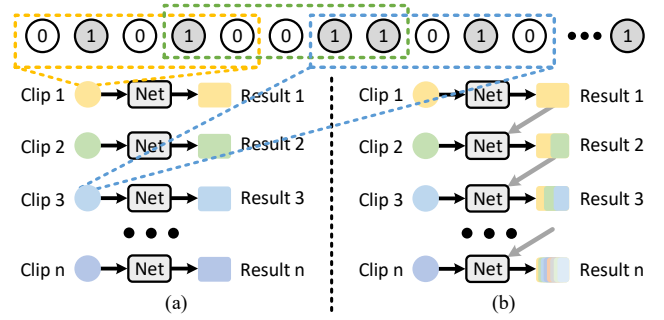 0 1 0 1 0 0 1 1 0 1 0 1
Clip 1 Net Result 1 Clip 1 Net Result 1
Clip 2 Net Result 2 Clip 2 Net Result 2
Clip 3 Net Result 3 Clip 3 Net Result 3
Clip n Net Result n Clip n Net Result n
(a) (b)